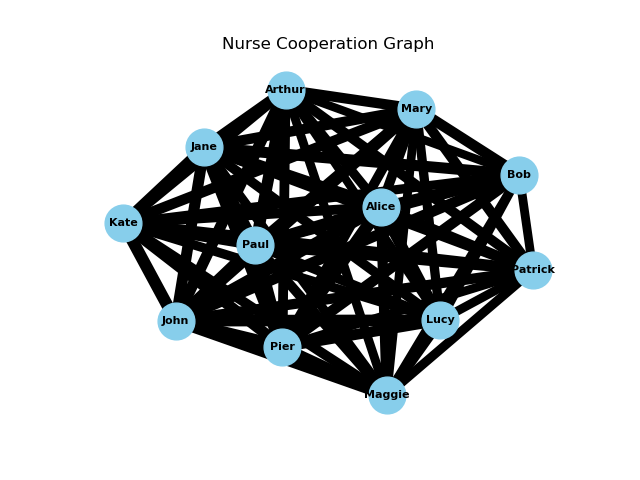 Nurse Cooperation Graph
Arthur
Mary
Jane
Bob
Alice
Kate
Paul
Patrick
John
Lucy
Pier
Maggie